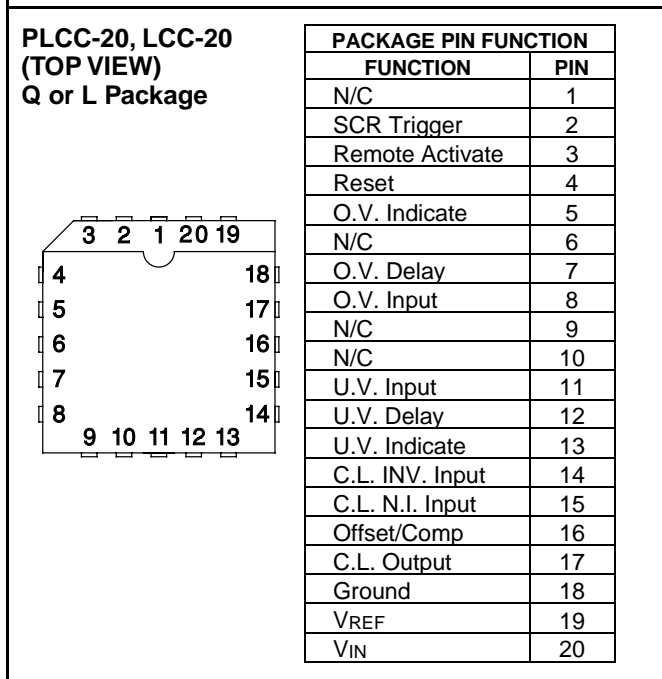 PLCC-20, LCC-20
(TOP VIEW)
Q or L Package
3 2 1 20 19
4 18
5 17
6 16
7 15
8 14
9 10 11 12 13
PACKAGE PIN FUNCTION
FUNCTION PIN
N/C 1
SCR Trigger 2
Remote Activate 3
Reset 4
O.V. Indicate 5
N/C 6
O.V. Delay 7
O.V. Input 8
N/C 9
N/C 10
U.V. Input 11
U.V. Delay 12
U.V. Indicate 13
C.L. INV. Input 14
C.L. N.I. Input 15
Offset/Comp 16
C.L. Output 17
Ground 18
VREF 19
VIN 20